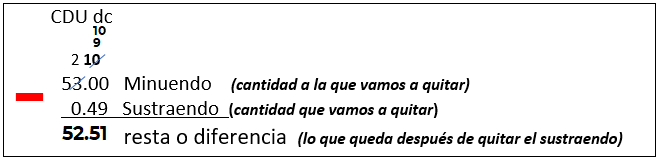 CDU dc
10
9
2 10
53.00 Minuendo (cantidad a la que vamos a quitar)
0.49 Sustraendo (cantidad que vamos a quitar)
52.51 resta o diferencia (lo que queda después de quitar el sustraendo)